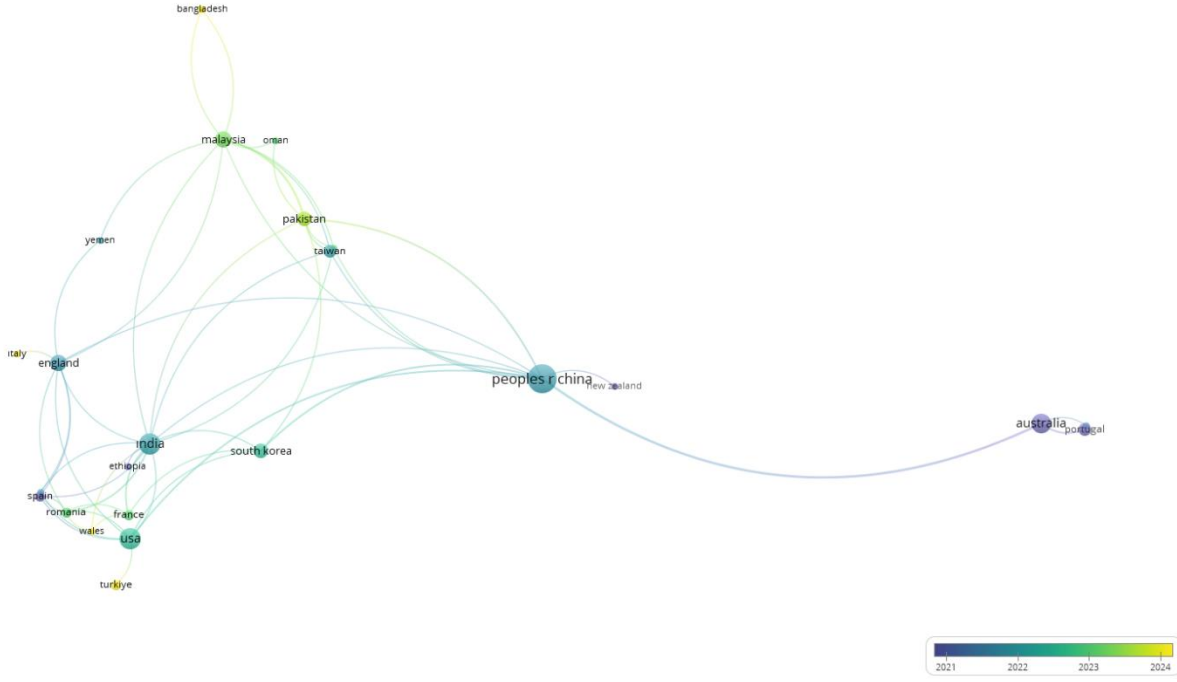 bangladesh
malaysia
oman
pakistan
yemen
taiwan
italy
england
peoples r china
new zealand
australia
portugal
india
south korea
ethiopia
spain
romania
france
wales
usa
turkiye
2021
2022
2023
2024